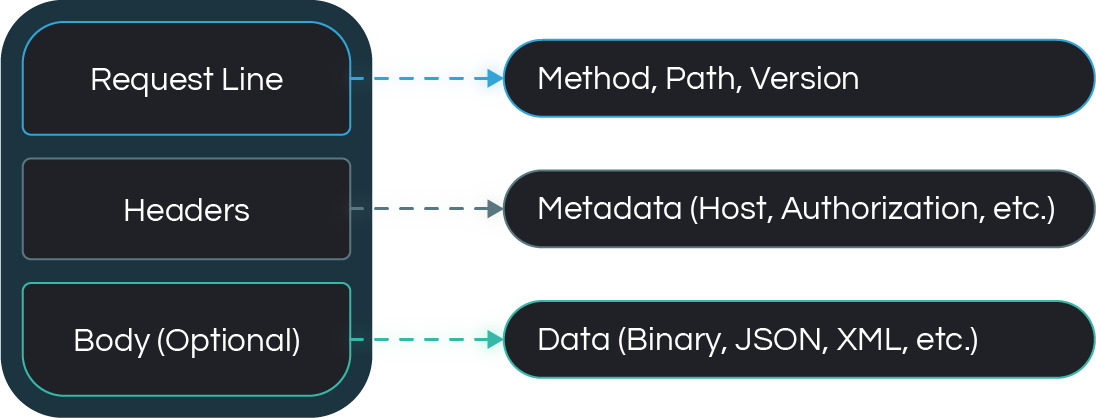 Request Line
Method, Path, Version
Headers
Metadata (Host, Authorization, etc.)
Body (Optional)
Data (Binary, JSON, XML, etc.)